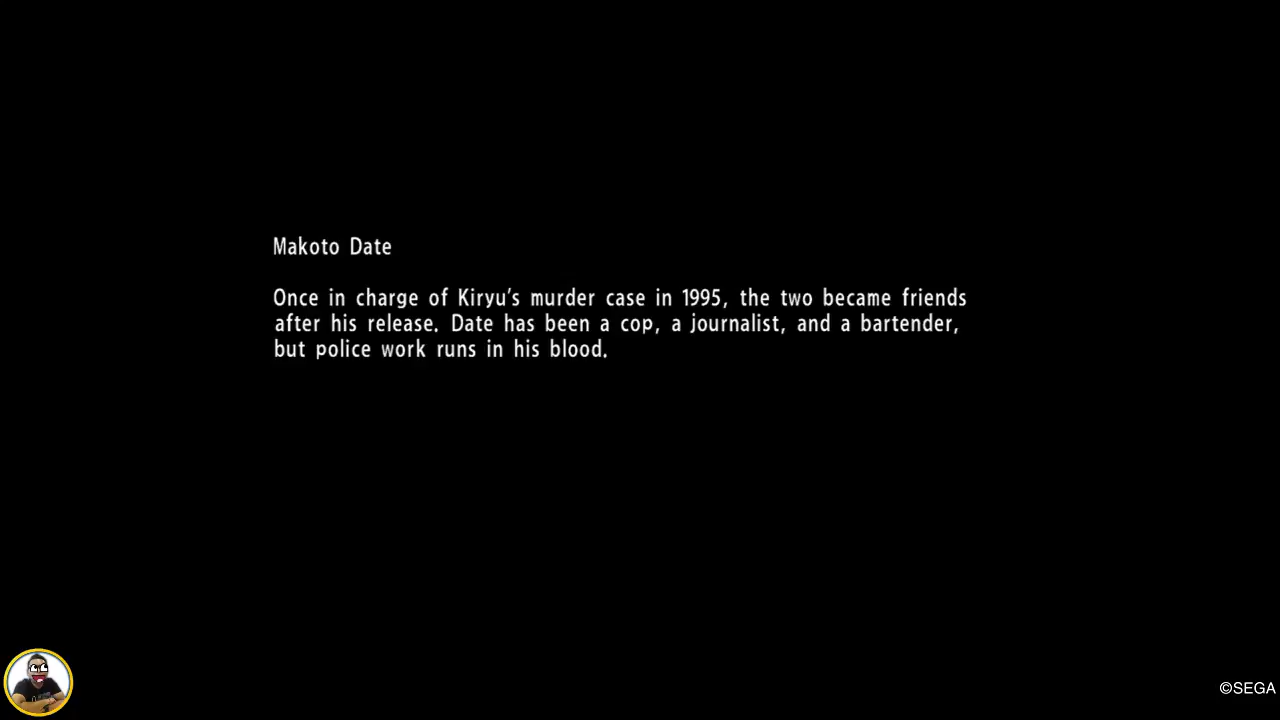 Makoto Date
Once in charge of Kiryu's murder case in 1995, the two became friends
after his release. Date has been a cop, a journalist, and a bartender,
but police work runs in his blood.
©SEGA